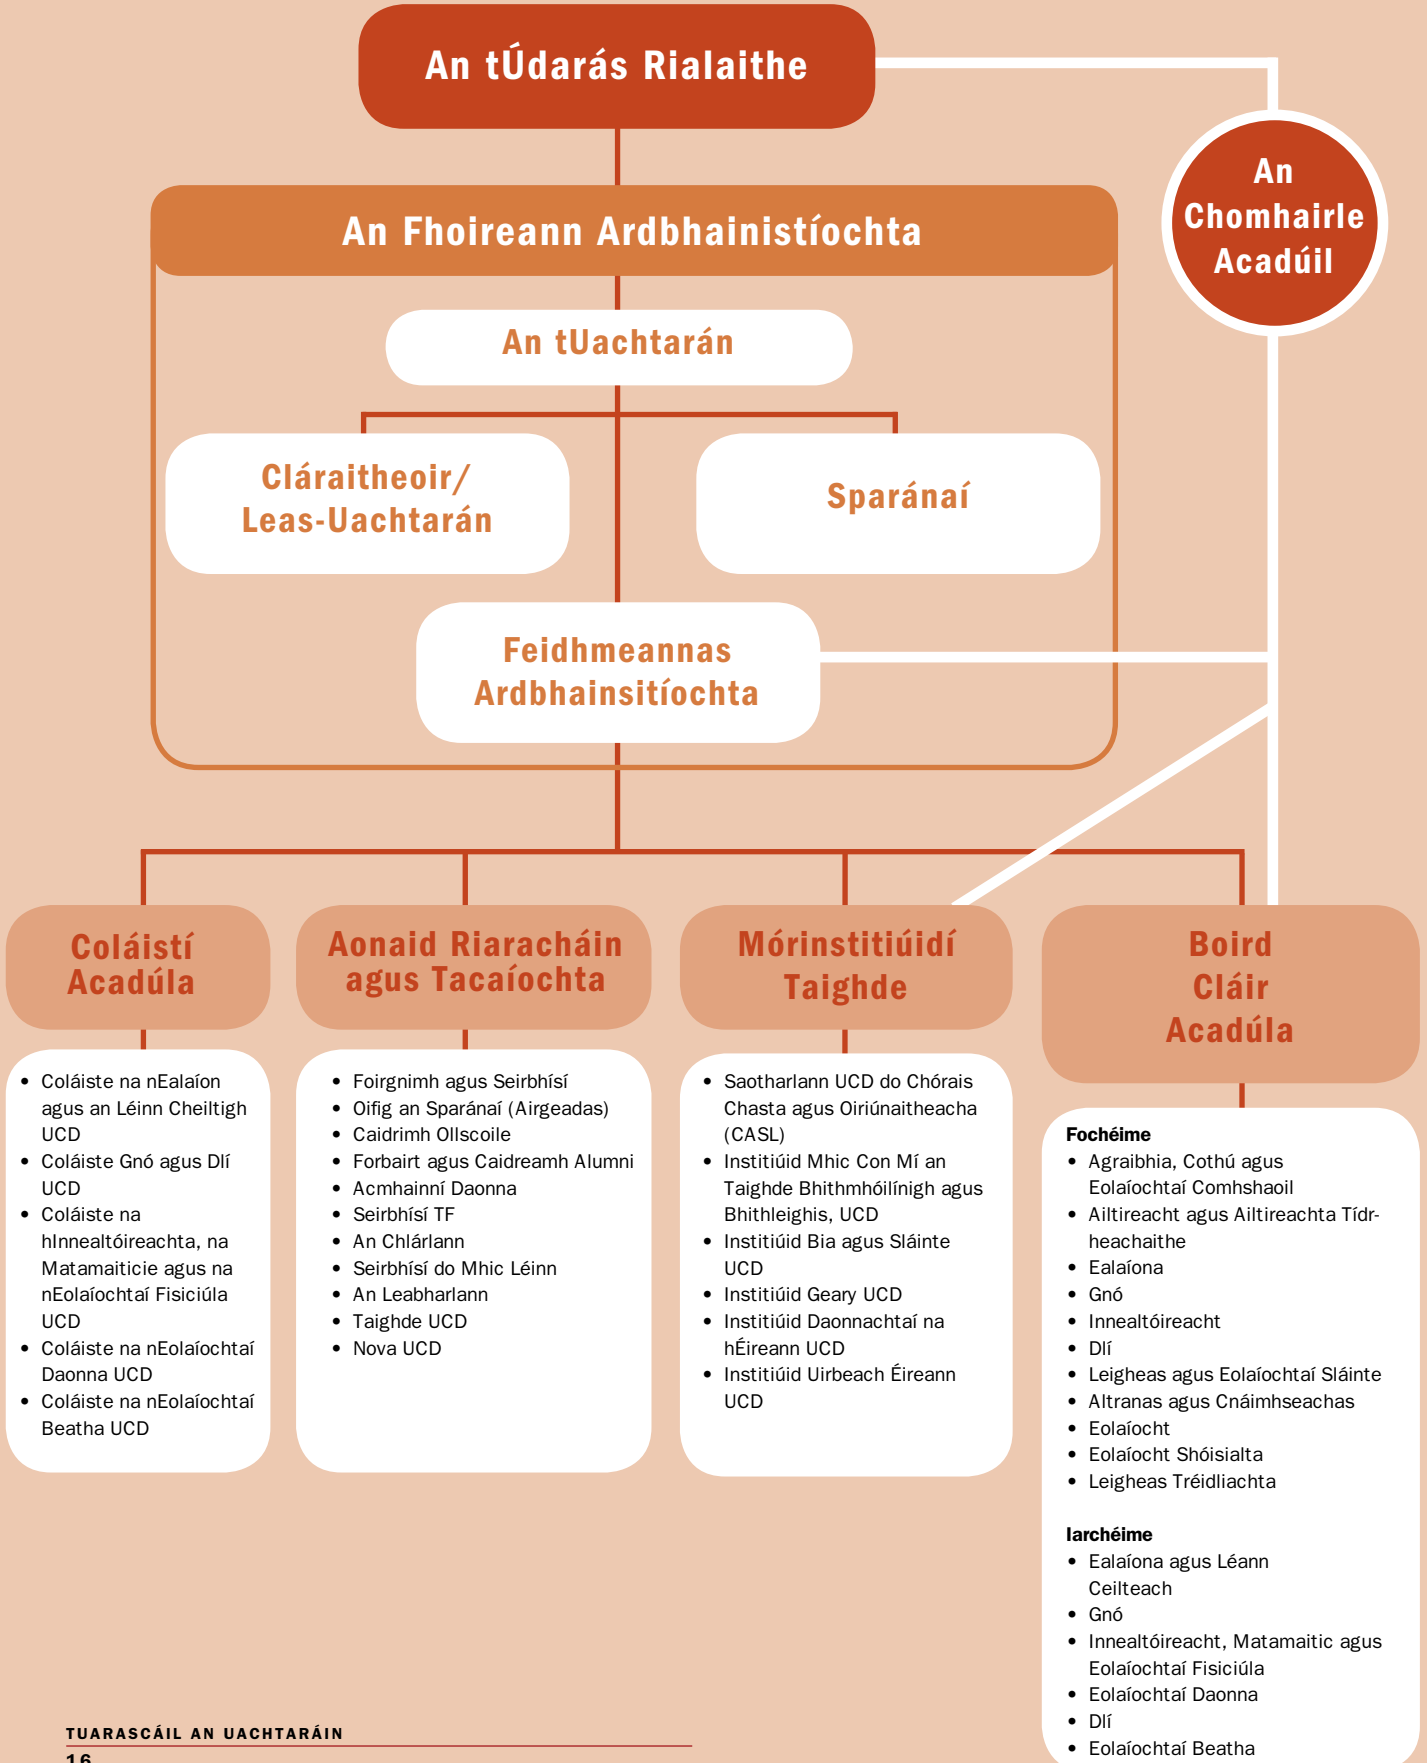 An tÚdarás Rialaithe
An
Chomhairle
Acadúil
An Fhoireann Ardbhainistíochta
An tUachtarán
Cláraitheoir/
Leas-Uachtarán
Sparánaí
Feidhmeannas
Ardbhainsitíochta
Coláistí
Acadúla
Aonaid Riaracháin
agus Tacaíochta
Mórinstitiúidí
Taighde
Boird
Cláir
Acadúla
• Coláiste na nEalaíon
agus an Léinn Cheiltigh
UCD
• Coláiste Gnó agus Dlí
UCD
• Coláiste na
hInnealtóireachta, na
Matamaiticie agus na
nEolaíochtaí Fisiciúla
UCD
• Coláiste na nEolaíochtaí
Daonna UCD
• Coláiste na nEolaíochtaí
Beatha UCD
• Foirgnimh agus Seirbhísí
• Oifig an Sparánaí (Airgeadas)
• Caidrimh Ollscoile
• Forbairt agus Caidreamh Alumni
• Acmhainní Daonna
• Seirbhísí TF
• An Chlárlann
• Seirbhísí do Mhic Léinn
• An Leabharlann
• Taighde UCD
• Nova UCD
• Saotharlann UCD do Chórais
Chasta agus Oiriúnaitheacha
(CASL)
• Institiúid Mhic Con Mí an
Taighde Bhithmhóilínigh agus
Bhithleighis, UCD
• Institiúid Bia agus Sláinte
UCD
• Institiúid Geary UCD
• Institiúid Daonnachtaí na
hÉireann UCD
• Institiúid Uirbeach Éireann
UCD
Fochéime
• Agraibhia, Cothú agus
Eolaíochtaí Comhshaoil
• Ailtireacht agus Ailtireachta Tídr-
heachaithe
• Ealaíona
• Gnó
• Innealtóireacht
• Dlí
• Leigheas agus Eolaíochtaí Sláinte
• Altranas agus Cnáimhseachas
• Eolaíocht
• Eolaíocht Shóisialta
• Leigheas Tréidliachta
Iarchéime
• Ealaíona agus Léann
Ceilteach
• Gnó
• Innealtóireacht, Matamaitic agus
Eolaíochtaí Fisiciúla
• Eolaíochtaí Daonna
• Dlí
• Eolaíochtaí Beatha
TUARASCÁIL AN UACHTARÁIN
16